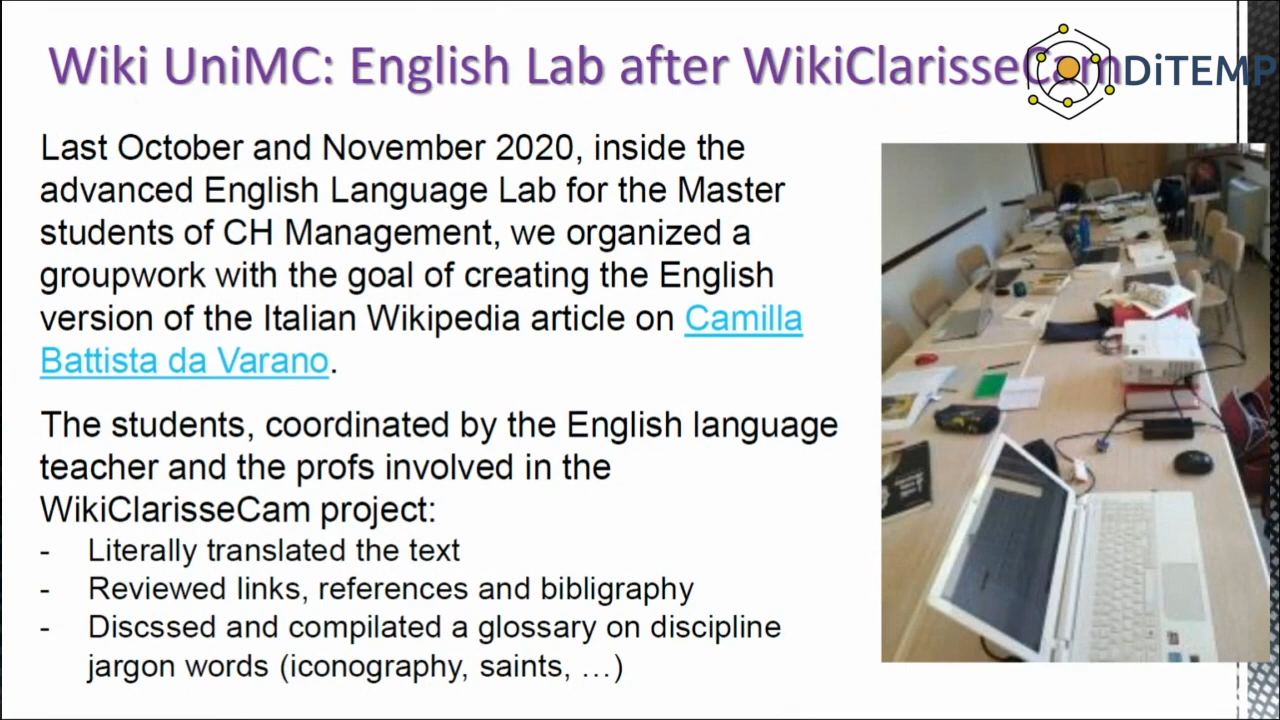 Wiki UniMC: English Lab after WikiClarisseCam
DiTEMP
Last October and November 2020, inside the
advanced English Language Lab for the Master
students of CH Management, we organized a
groupwork with the goal of creating the English
version of the Italian Wikipedia article on Camilla
Battista da Varano.
The students, coordinated by the English language
teacher and the profs involved in the
WikiClarisseCam project:
- Literally translated the text
- Reviewed links, references and bibligraphy
- Discssed and compilated a glossary on discipline
jargon words (iconography, saints, …)